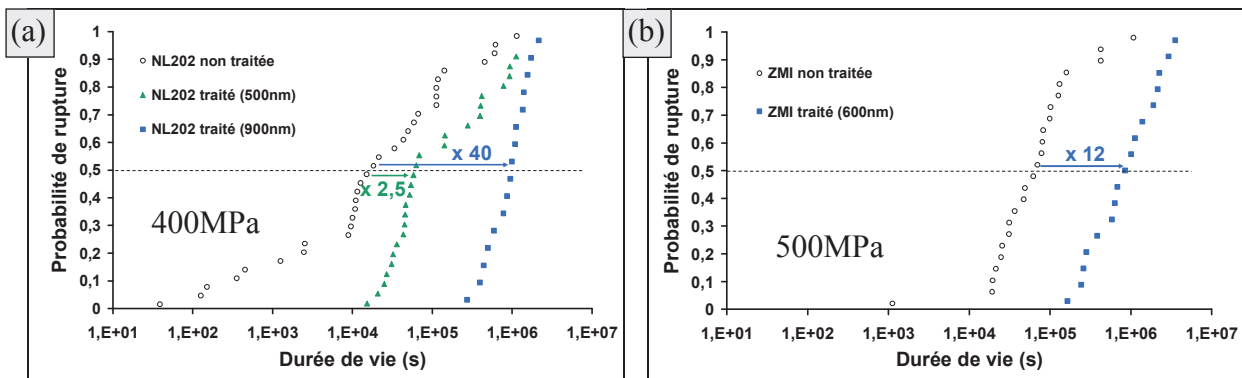 (a)
Probabilité de rupture
1
0,9
0,8
0,7
0,6
0,5
0,4
0,3
0,2
0,1
0
NL202 non traitée
NL202 traité (500nm)
NL202 traité (900nm)
x 40
x 2,5
400MPa
1,E+01 1,E+02 1,E+03 1,E+04 1,E+05 1,E+06 1,E+07
Durée de vie (s)
(b)
Probabilité de rupture
1
0,9
0,8
0,7
0,6
0,5
0,4
0,3
0,2
0,1
0
ZMI non traitée
ZMI traité (600nm)
x 12
500MPa
1,E+01 1,E+02 1,E+03 1,E+04 1,E+05 1,E+06 1,E+07
Durée de vie (s)